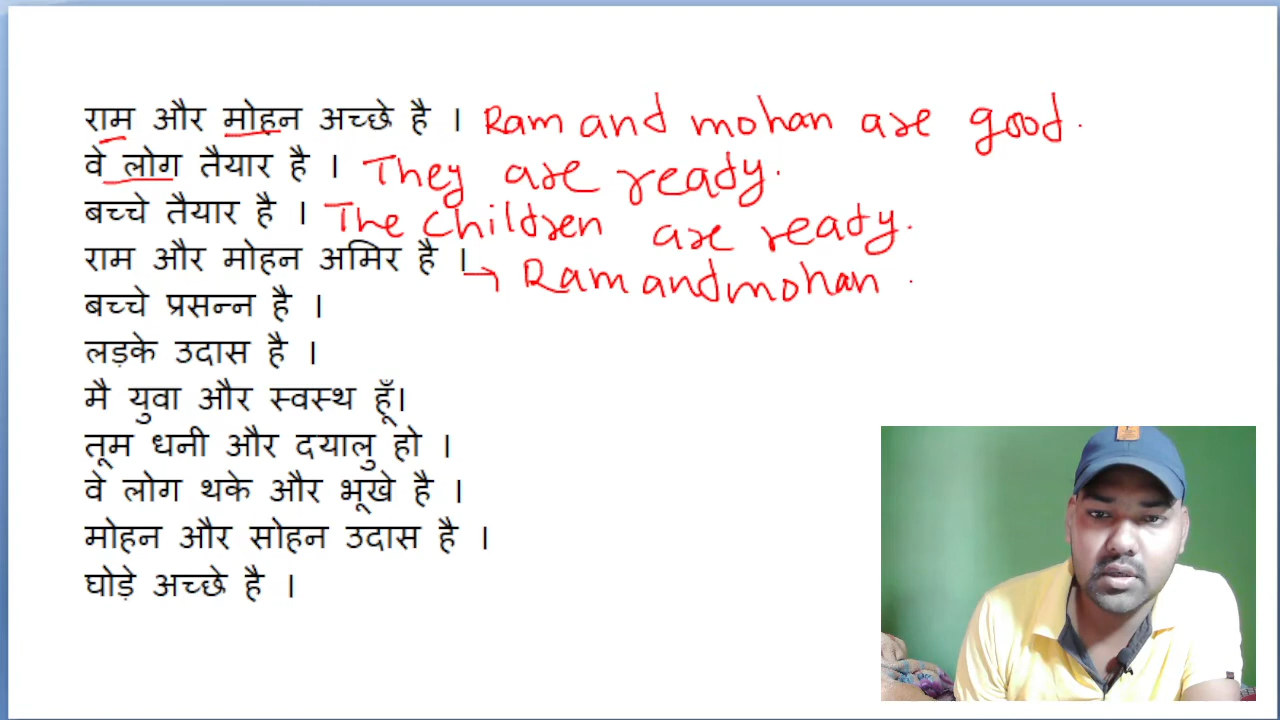 राम और मोहन अच्छे है । Ram and mohan are good.
वे लोग तैयार है । They are ready.
बच्चे तैयार है । The children are ready.
राम और मोहन अमिर है । → Ram and mohan .
बच्चे प्रसन्न है ।
लड़के उदास है ।
मै युवा और स्वस्थ हूँ।
तूम धनी और दयालु हो ।
वे लोग थके और भूखे है ।
मोहन और सोहन उदास है ।
घोड़े अच्छे है ।